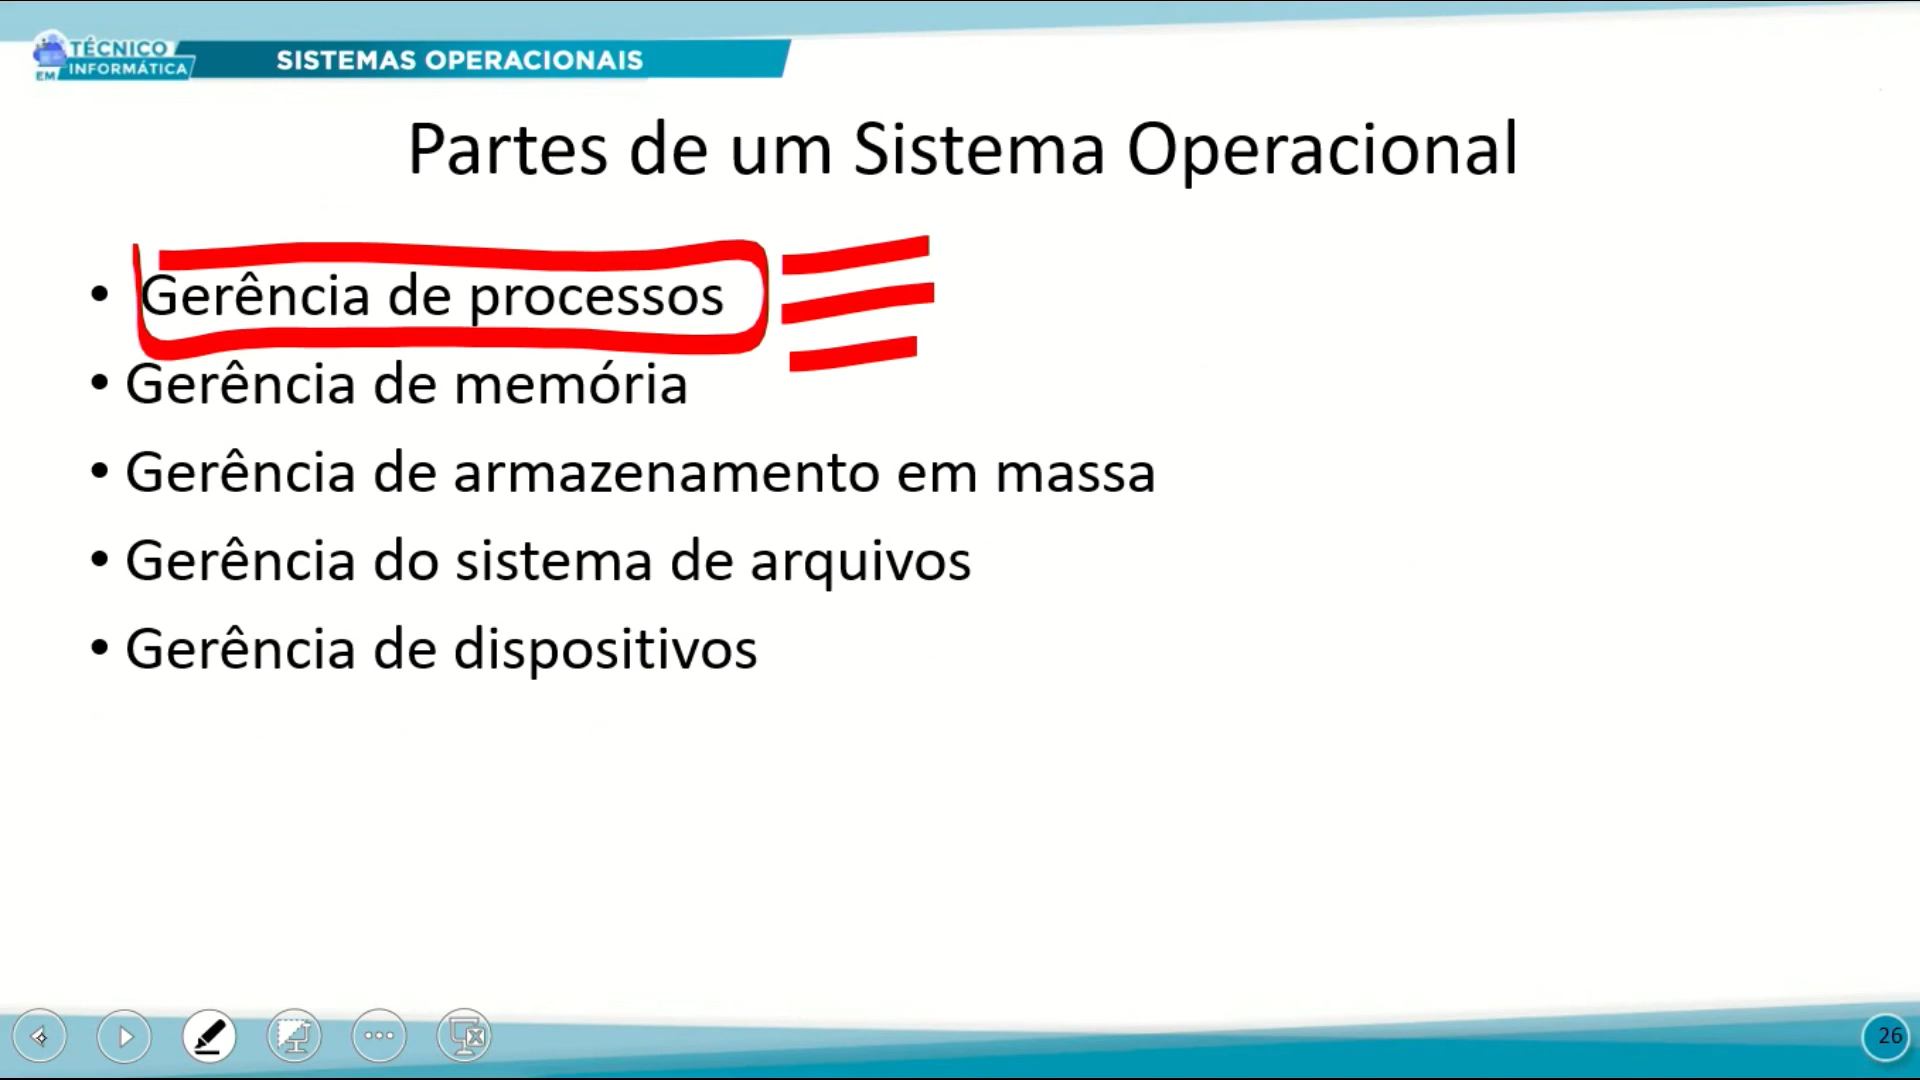 TÉCNICO
EM INFORMÁTICA
SISTEMAS OPERACIONAIS
Partes de um Sistema Operacional
• Gerência de processos
• Gerência de memória
• Gerência de armazenamento em massa
• Gerência do sistema de arquivos
• Gerência de dispositivos
26